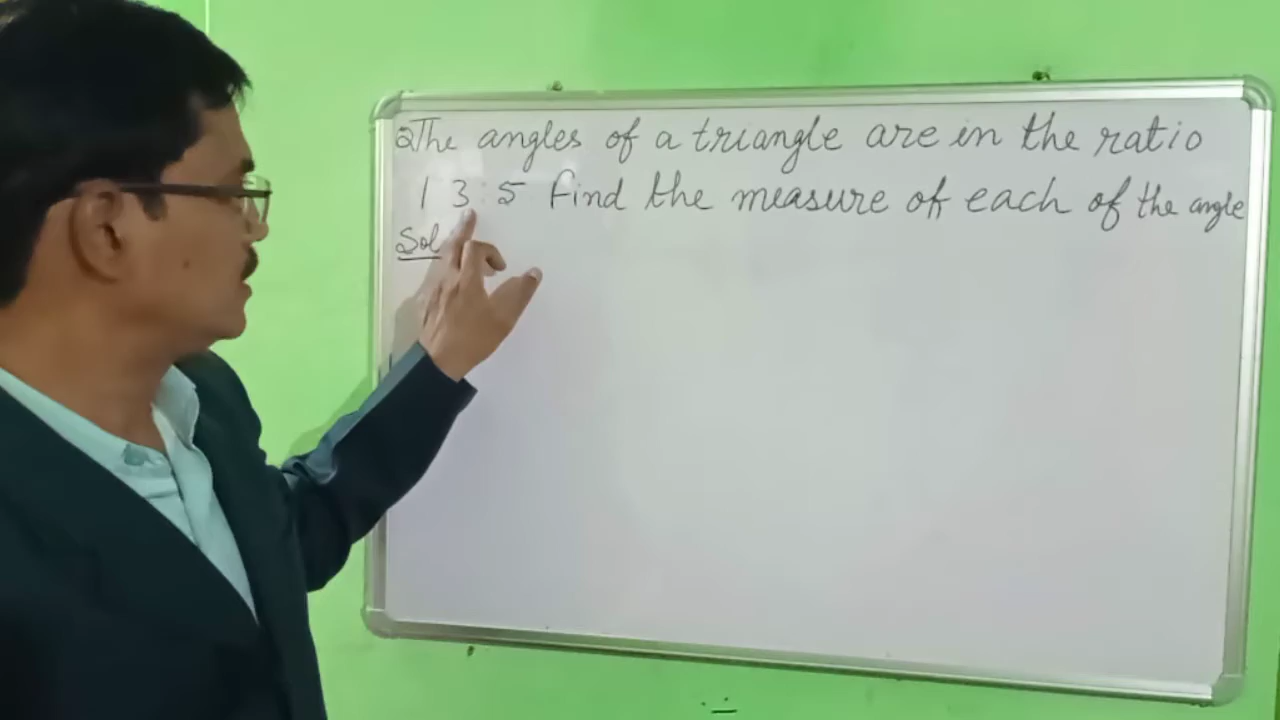 Q The angles of a triangle are in the ratio
1 3 : 5 Find the measure of each of the angle
Sol